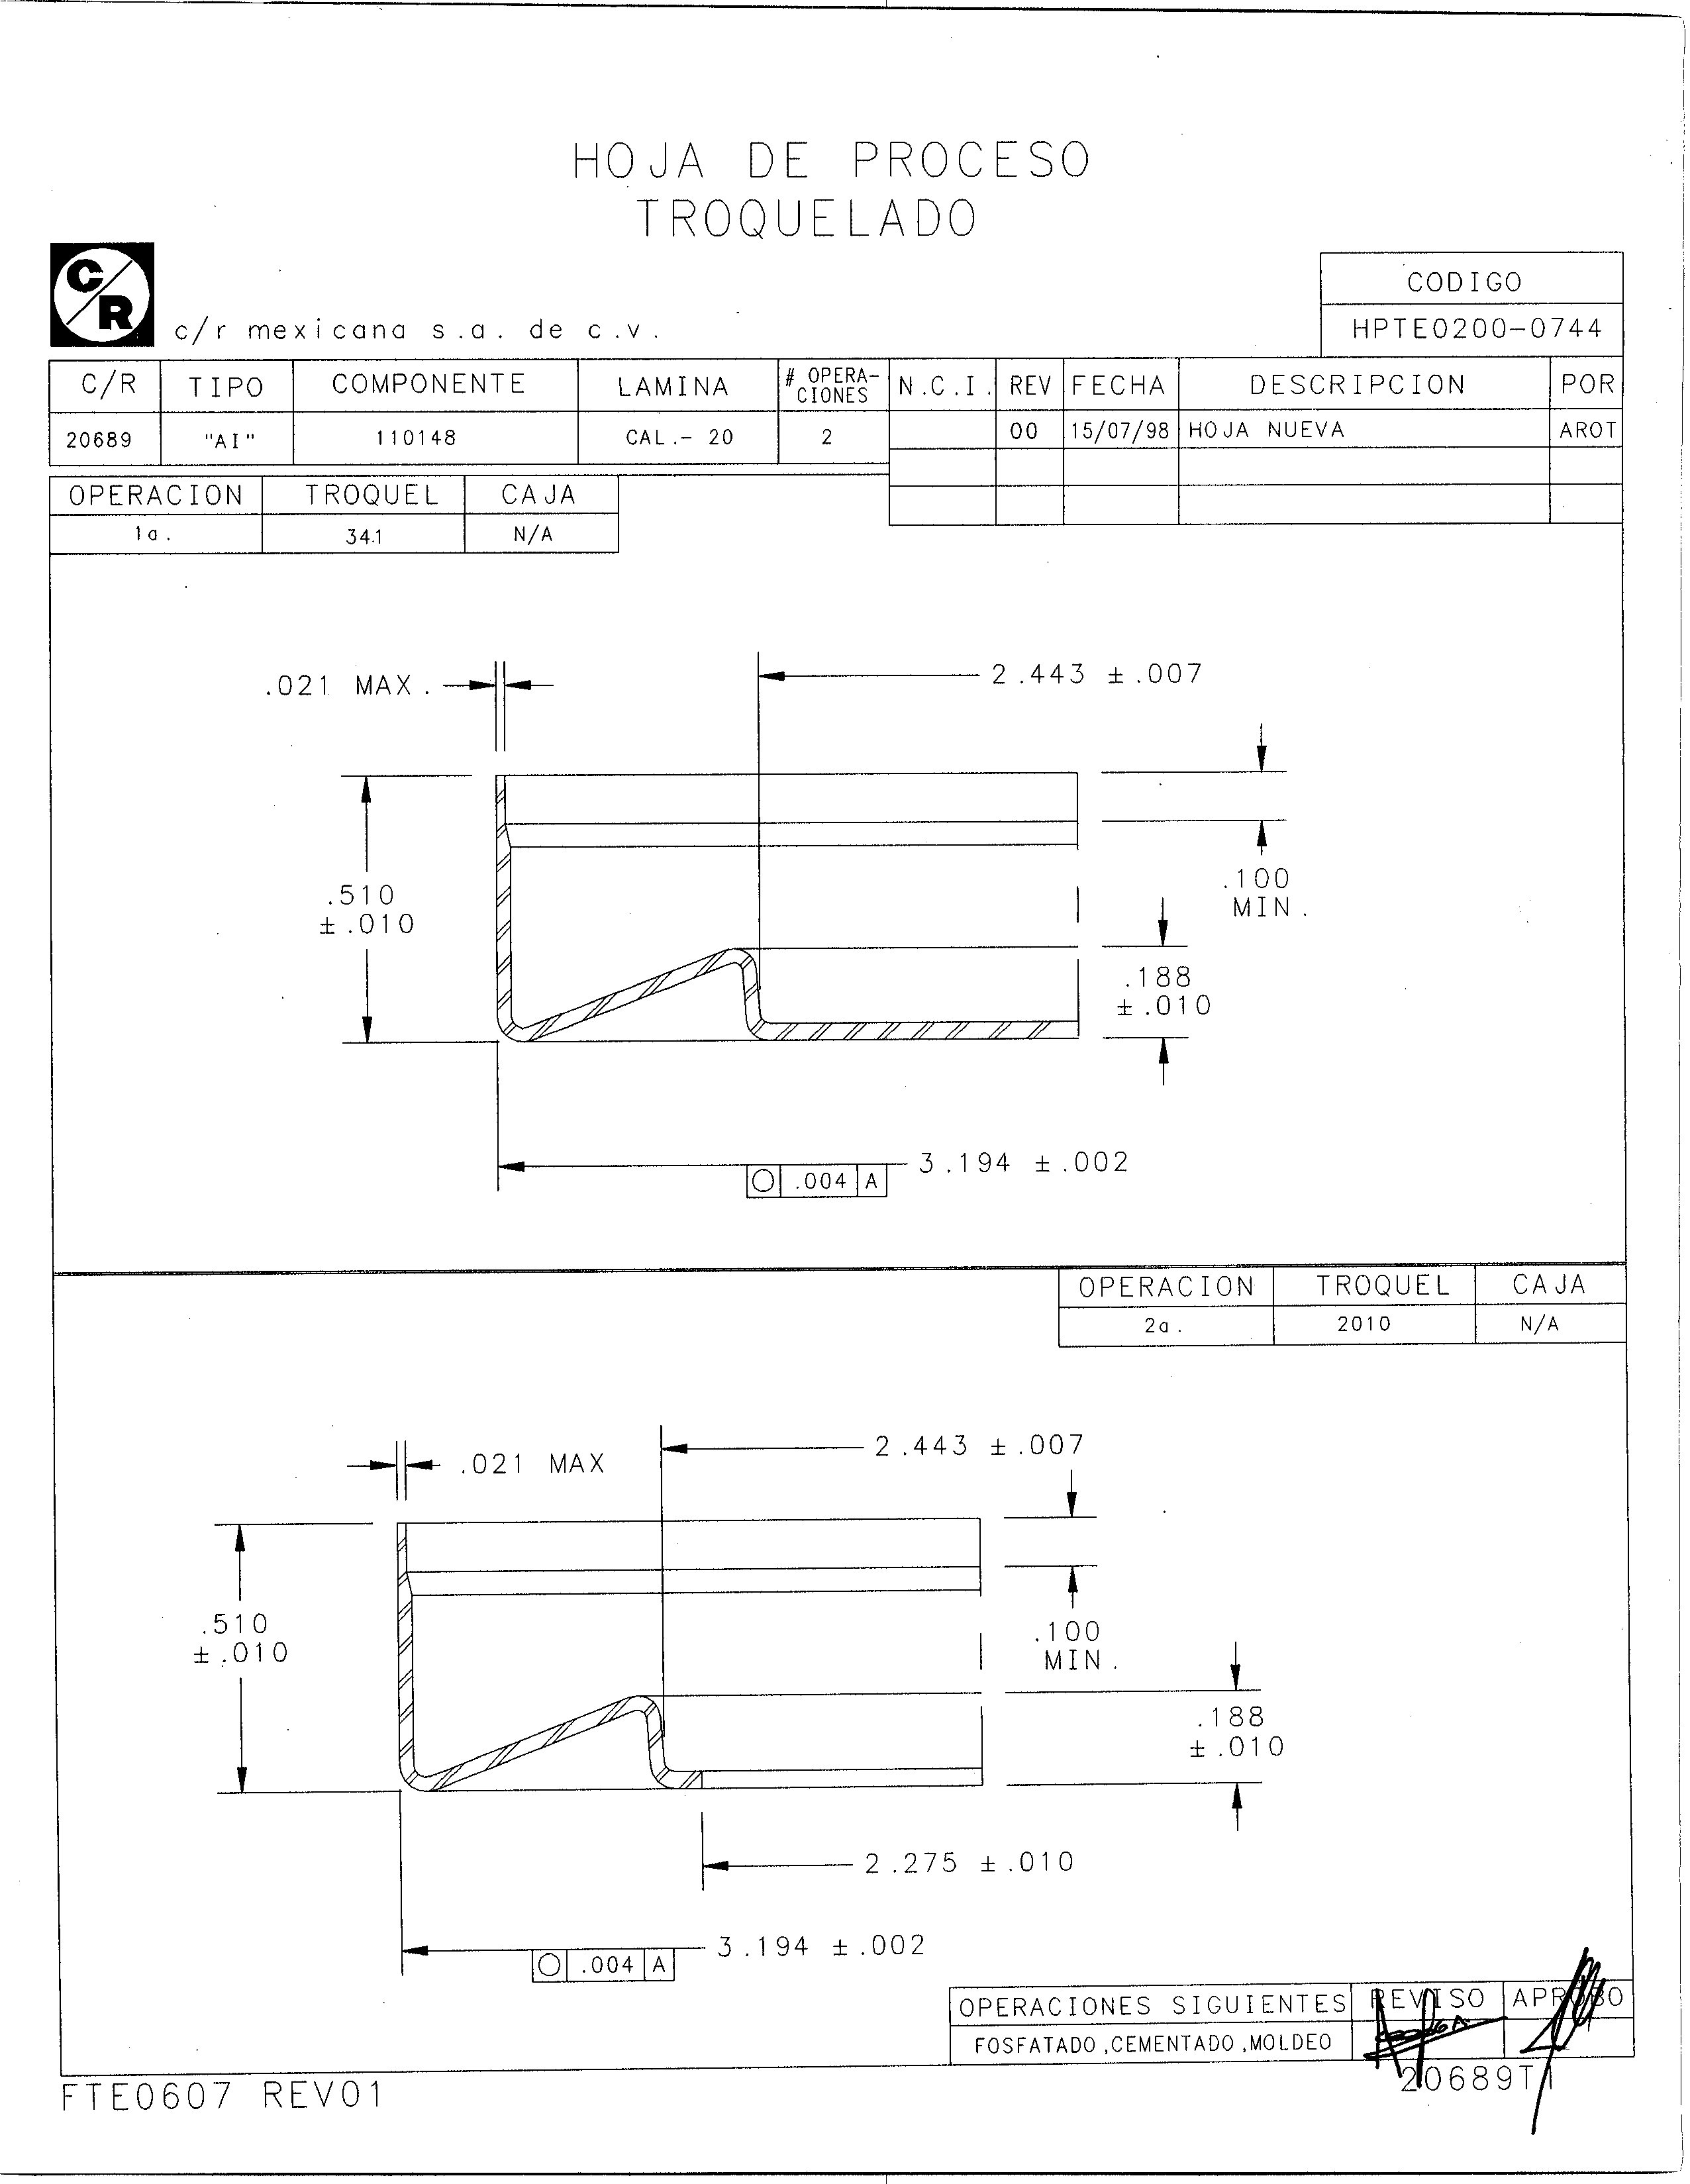 HOJA DE PROCESO
TROQUELADO
C/R
c/r mexicana s.a. de c.v.
CODIGO
HPTE0200-0744
C/R TIPO COMPONENTE LAMINA # OPERA-CIONES N.C.I. REV FECHA DESCRIPCION POR
20689 "AI" 110148 CAL.- 20 2 00 15/07/98 HOJA NUEVA AROT
OPERACION TROQUEL CAJA
1a. 341 N/A
.021 MAX.
2.443 ±.007
.510
±.010
.100
MIN.
.188
±.010
3.194 ±.002
○ .004 A
OPERACION TROQUEL CAJA
2a. 2010 N/A
.021 MAX
2.443 ±.007
.510
±.010
.100
MIN.
.188
±.010
2.275 ±.010
3.194 ±.002
○ .004 A
OPERACIONES SIGUIENTES REVISO APROBO
FOSFATADO,CEMENTADO,MOLDEO
FTE0607 REV01
20689T1